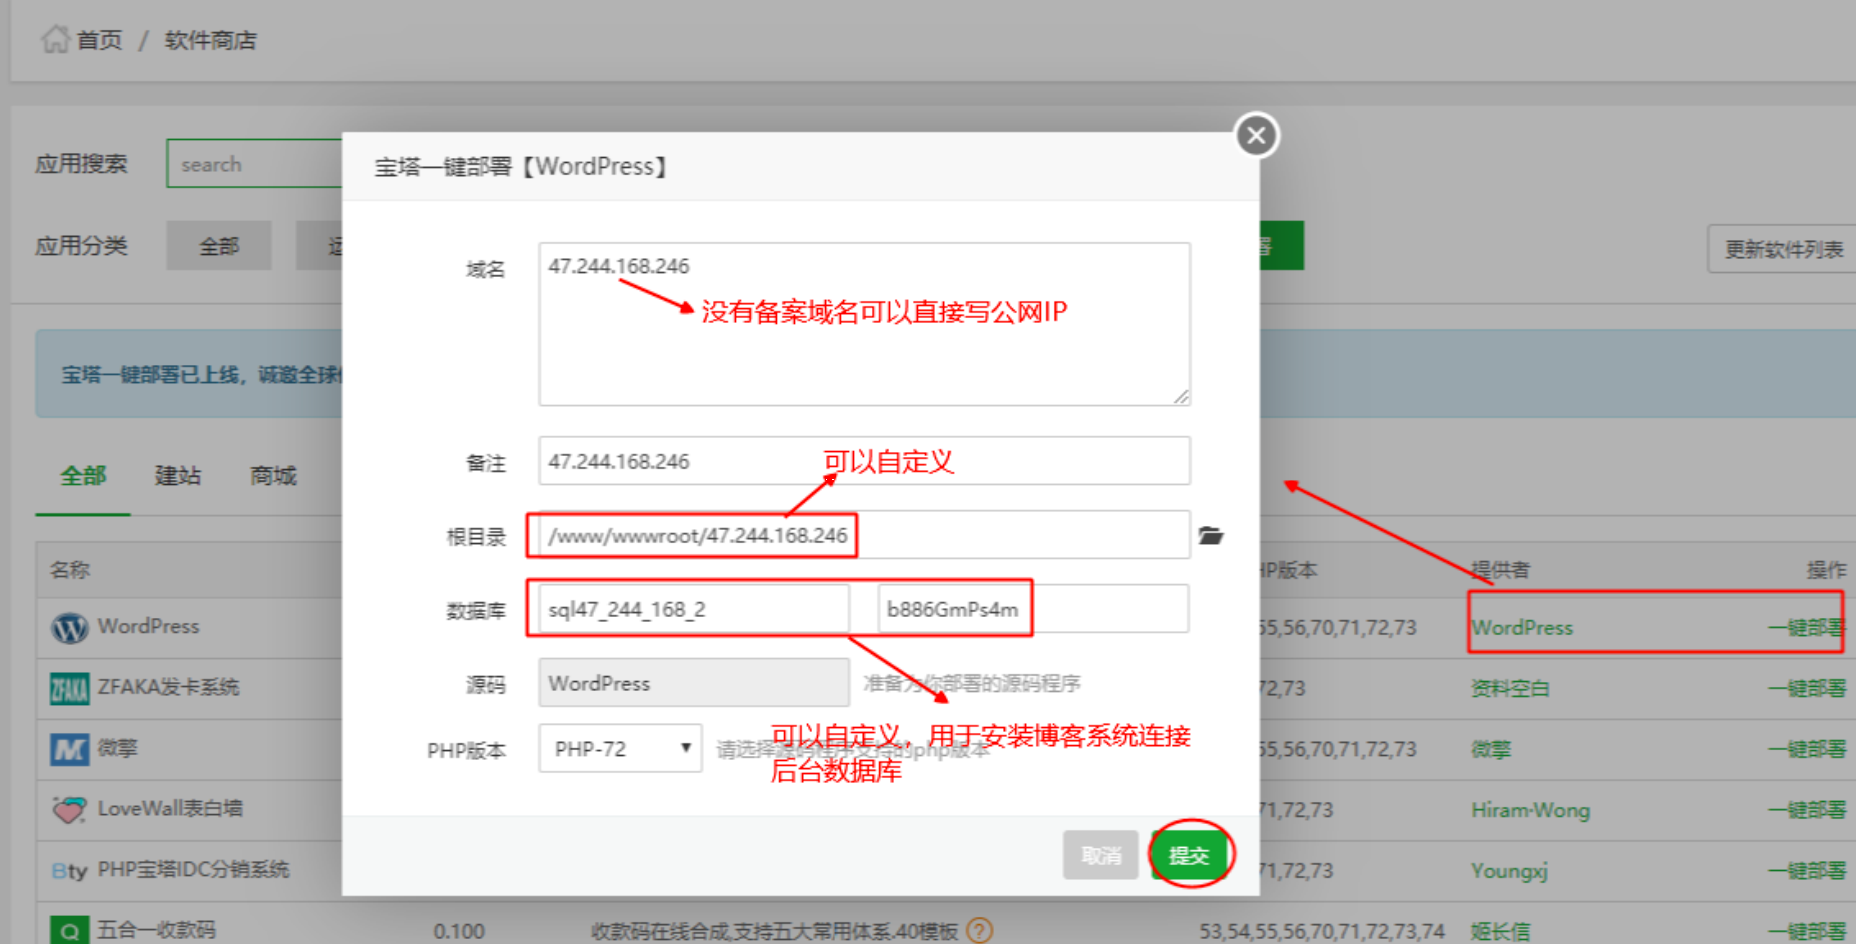 首页 / 软件商店
应用搜索 search
宝塔一键部署【WordPress】
应用分类 全部
更新软件列表
域名 47.244.168.246
没有备案域名可以直接写公网IP
宝塔一键部署已上线，诚邀全球
备注 47.244.168.246 可以自定义
全部 建站 商城
根目录 /www/wwwroot/47.244.168.246
名称 HP版本 提供者 操作
数据库 sql47_244_168_2 b886GmPs4m
WordPress 55,56,70,71,72,73 WordPress 一键部署
源码 WordPress 准备为你部署的源码程序
ZFAKA发卡系统 72,73 资料空白 一键部署
可以自定义，用于安装博客系统连接
后台数据库
PHP版本 PHP-72 请选择源码程序支持的php版本
微擎 55,56,70,71,72,73 微擎 一键部署
LoveWall表白墙 71,72,73 Hiram-Wong 一键部署
取消 提交
Bty PHP宝塔IDC分销系统 71,72,73 Youngxj 一键部署
五合一收款码 0.100 收款码在线合成,支持五大常用体系.40模板 ? 53,54,55,56,70,71,72,73,74 姬长信 一键部署